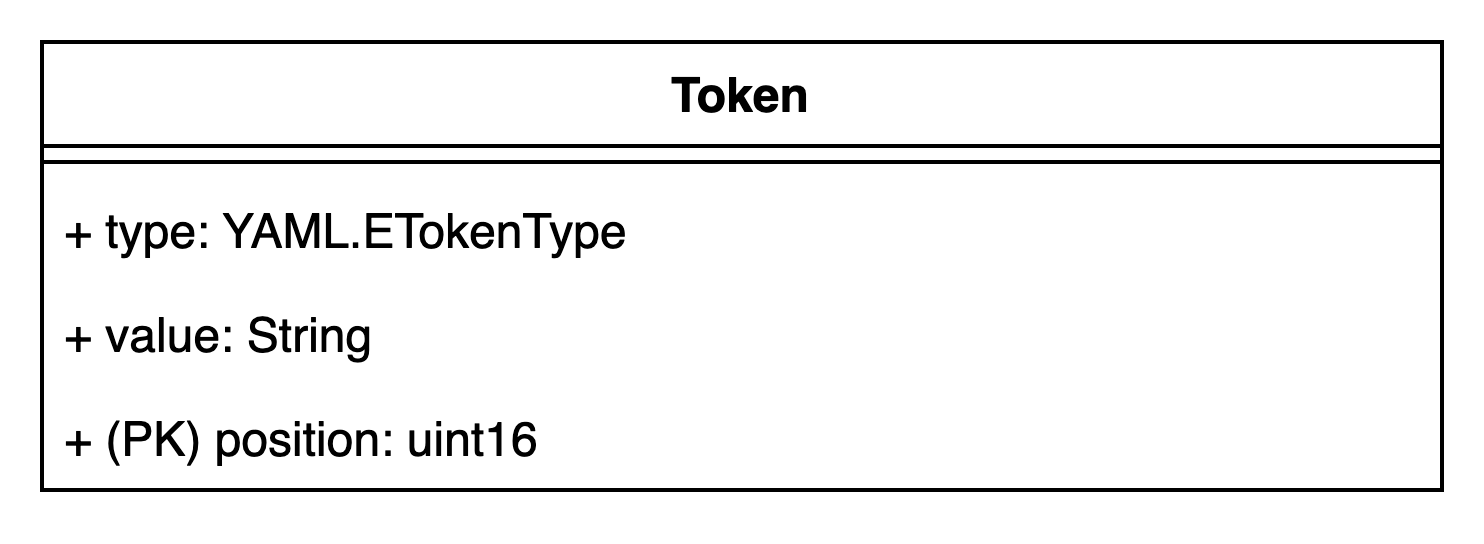 Token
+ type: YAML.ETokenType
+ value: String
+ (PK) position: uint16